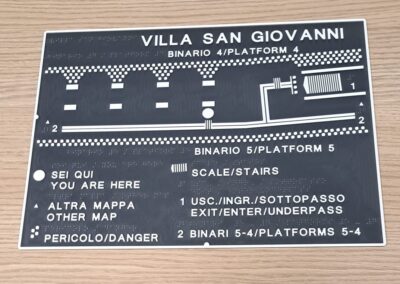 VILLA SAN GIOVANNI
BINARIO 4/PLATFORM 4
1
2
2
BINARIO 5/PLATFORM 5
SEI QUI
YOU ARE HERE
ALTRA MAPPA
OTHER MAP
PERICOLO/DANGER
SCALE/STAIRS
1 USC./INGR./SOTTOPASSO
EXIT/ENTER/UNDERPASS
2 BINARI 5-4/PLATFORMS 5-4